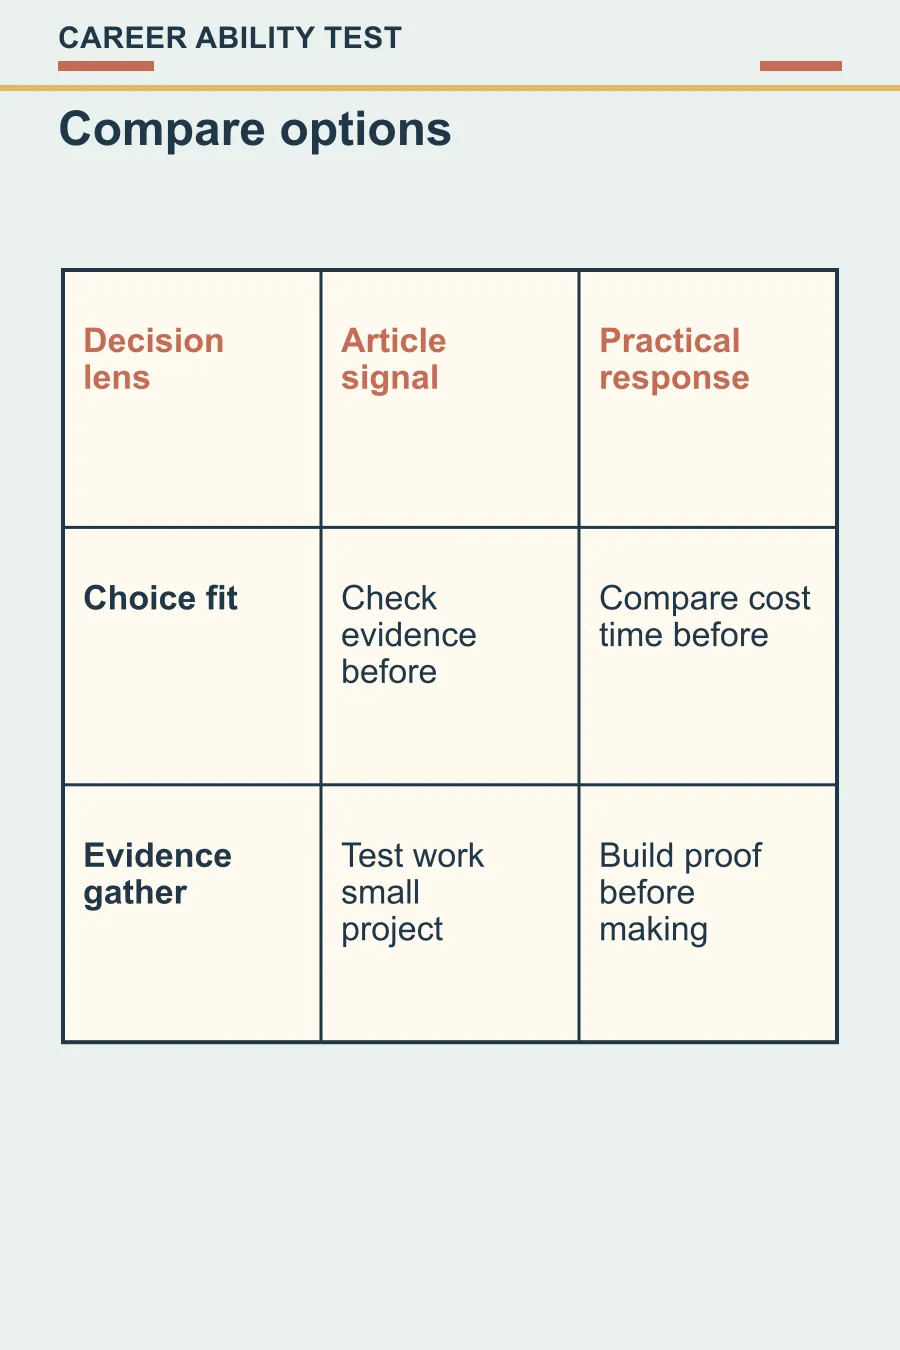 CAREER ABILITY TEST
Compare options
Decision
lens
Article
signal
Practical
response
Choice fit
Check
evidence
before
Compare cost
time before
Evidence
gather
Test work
small
project
Build proof
before
making